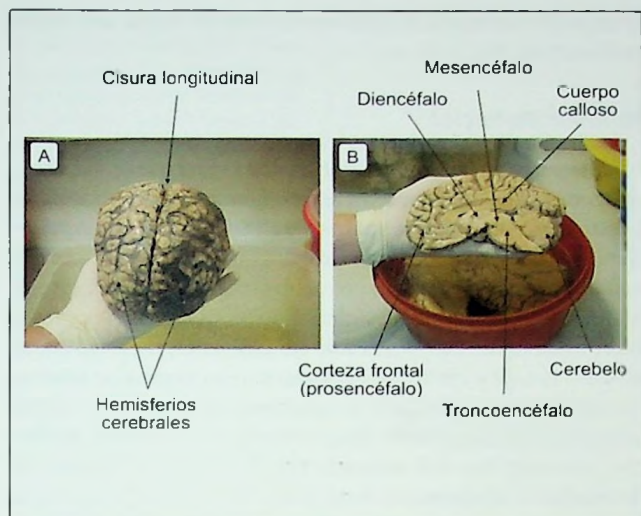 Cisura longitudinal
Mesencéfalo
Diencéfalo
Cuerpo
calloso
A
B
Corteza frontal
(prosencéfalo)
Cerebelo
Hemisferios
cerebrales
Troncoencéfalo